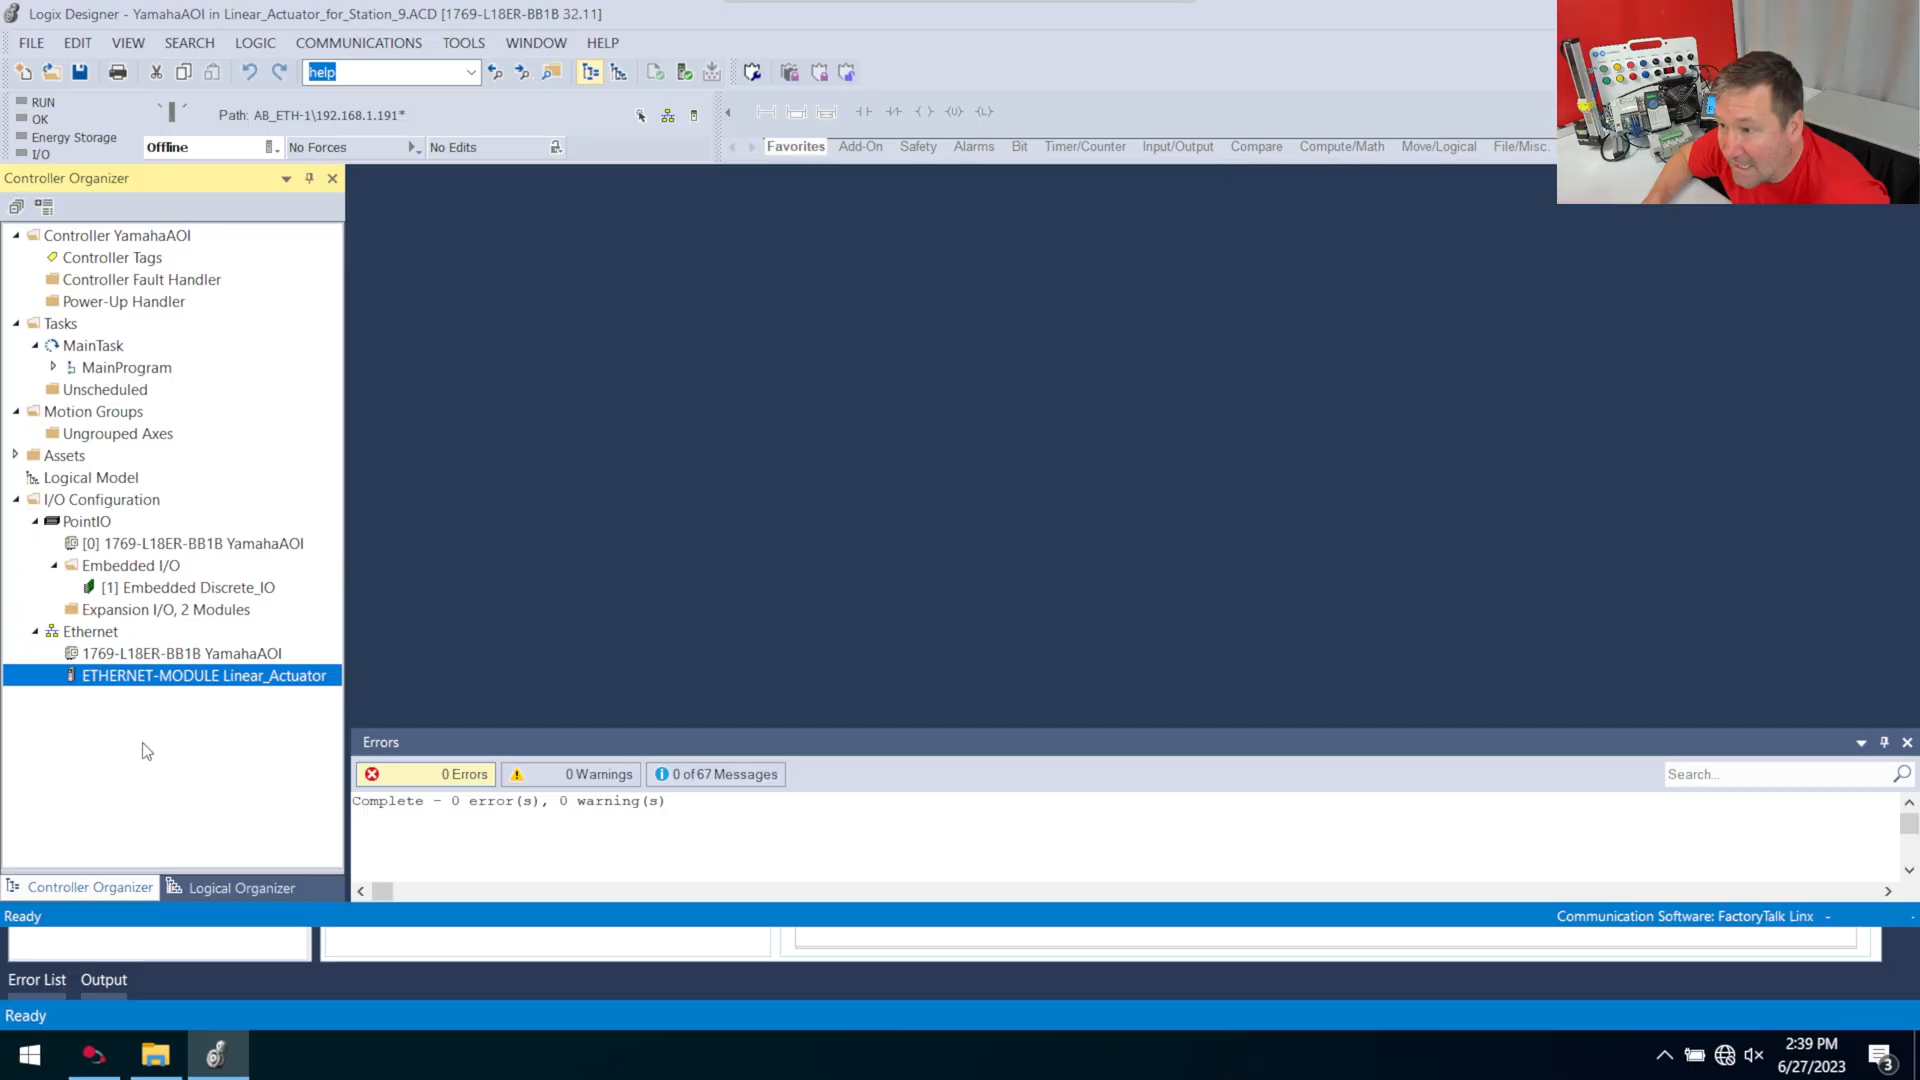 Logix Designer - YamahaAOI in Linear_Actuator_for_Station_9.ACD [1769-L18ER-BB1B 32.11]
FILE EDIT VIEW SEARCH LOGIC COMMUNICATIONS TOOLS WINDOW HELP
help
RUN
OK
Energy Storage
I/O
Path: AB_ETH-1\192.168.1.191*
Offline No Forces No Edits
Favorites Add-On Safety Alarms Bit Timer/Counter Input/Output Compare Compute/Math Move/Logical File/Misc.
Controller Organizer
Controller YamahaAOI
Controller Tags
Controller Fault Handler
Power-Up Handler
Tasks
MainTask
MainProgram
Unscheduled
Motion Groups
Ungrouped Axes
Assets
Logical Model
I/O Configuration
PointIO
[0] 1769-L18ER-BB1B YamahaAOI
Embedded I/O
[1] Embedded Discrete_IO
Expansion I/O, 2 Modules
Ethernet
1769-L18ER-BB1B YamahaAOI
ETHERNET-MODULE Linear_Actuator
Controller Organizer Logical Organizer
Errors
0 Errors 0 Warnings 0 of 67 Messages
Search...
Complete - 0 error(s), 0 warning(s)
Ready
Communication Software: FactoryTalk Linx -
Error List Output
Ready
2:39 PM
6/27/2023
3